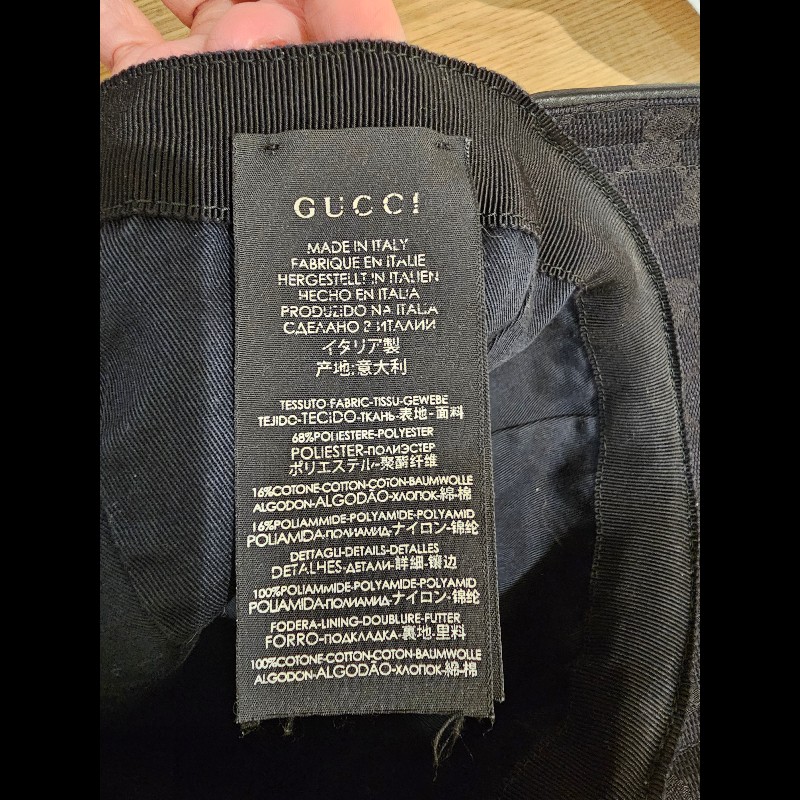 GUCCI
MADE IN ITALY
FABRIQUE EN ITALIE
HERGESTELLT IN ITALIEN
HECHO EN ITALIA
PRODUZIDO NA ITALIA
СДЕЛАНО В ИТАЛИИ
イタリア製
产地:意大利
TESSUTO-FABRIC-TISSU-GEWEBE
TEJIDO-TECIDO-ТКАНЬ-表地-面料
68%POLIESTERE-POLYESTER
POLIESTER-ПОЛИЭСТЕР
ポリエステル-聚酯纤维
16%COTONE-COTTON-COTON-BAUMWOLLE
ALGODON-ALGODÃO-ХЛОПОК-綿-棉
16%POLIAMMIDE-POLYAMIDE-POLYAMID
POLIAMIDA-ПОЛИАМИД-ナイロン-锦纶
DETTAGLI-DETAILS-DETALLES
DETALHES-ДЕТАЛИ-詳細-镶边
100%POLIAMMIDE-POLYAMIDE-POLYAMID
POLIAMIDA-ПОЛИАМИД-ナイロン-锦纶
FODERA-LINING-DOUBLURE-FUTTER
FORRO-ПОДКЛАДКА-裏地-里料
100%COTONE-COTTON-COTON-BAUMWOLLE
ALGODON-ALGODÃO-ХЛОПОК-綿-棉